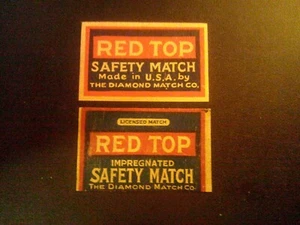 RED TOP
SAFETY MATCH
Made in U.S.A. by
THE DIAMOND MATCH CO.
LICENSED MATCH
RED TOP
IMPREGNATED
SAFETY MATCH
THE DIAMOND MATCH CO.